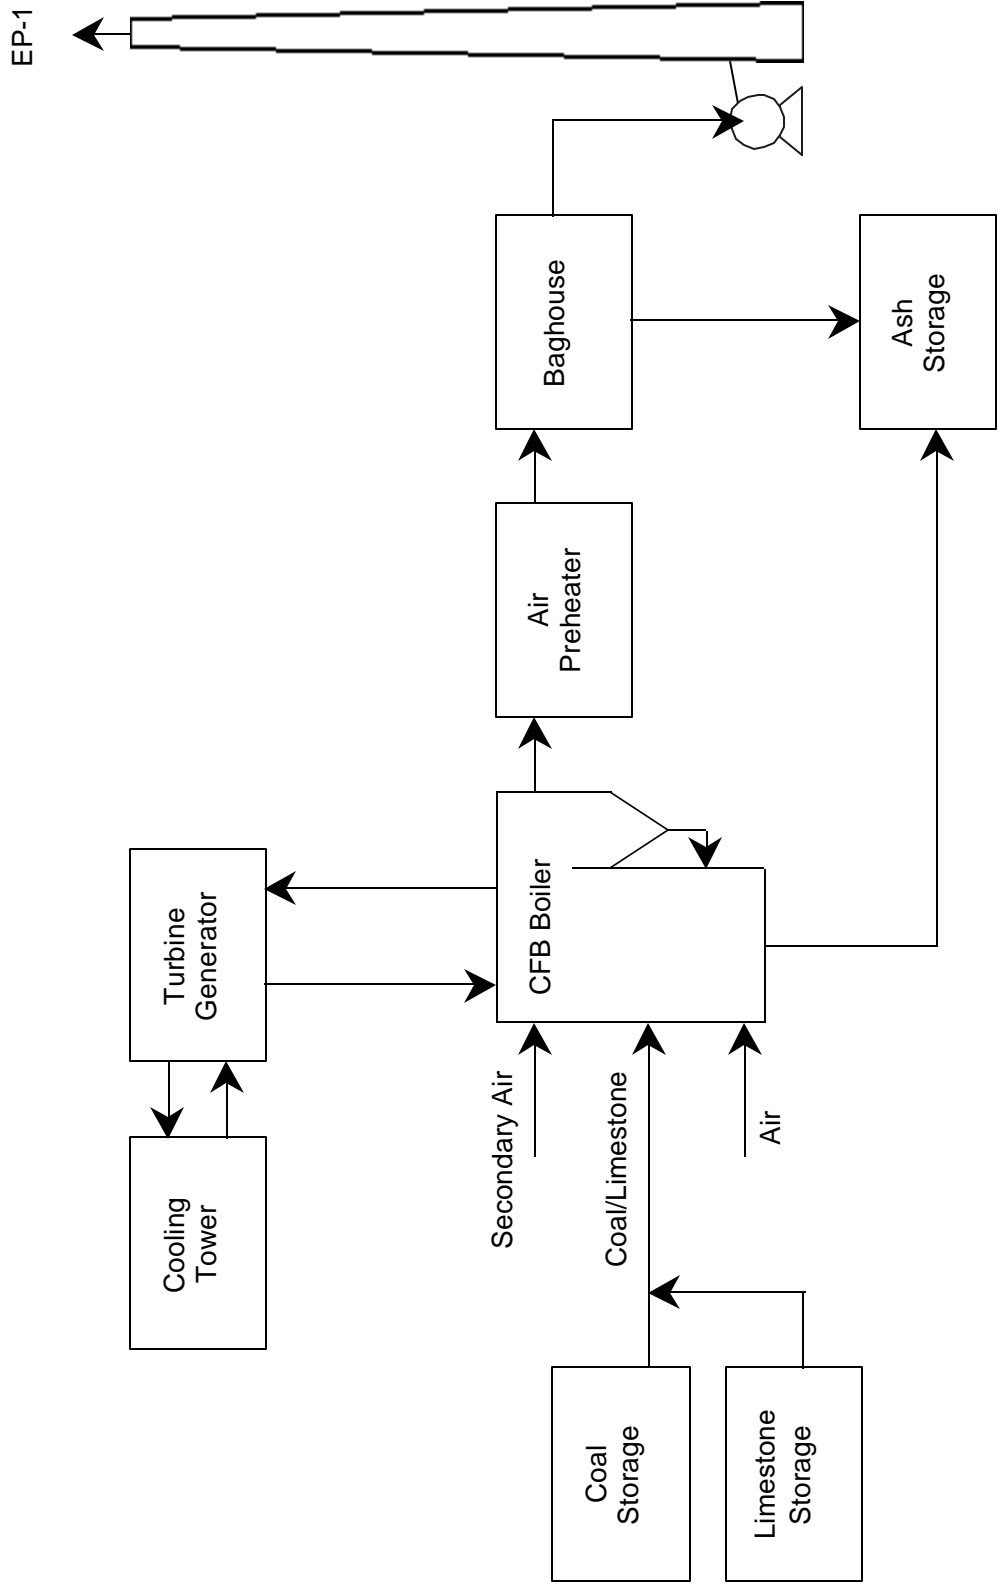 EP-1
Baghouse
Ash
Storage
Air
Preheater
Turbine
Generator
CFB Boiler
Cooling
Tower
Secondary Air
Coal/Limestone
Air
Coal
Storage
Limestone
Storage